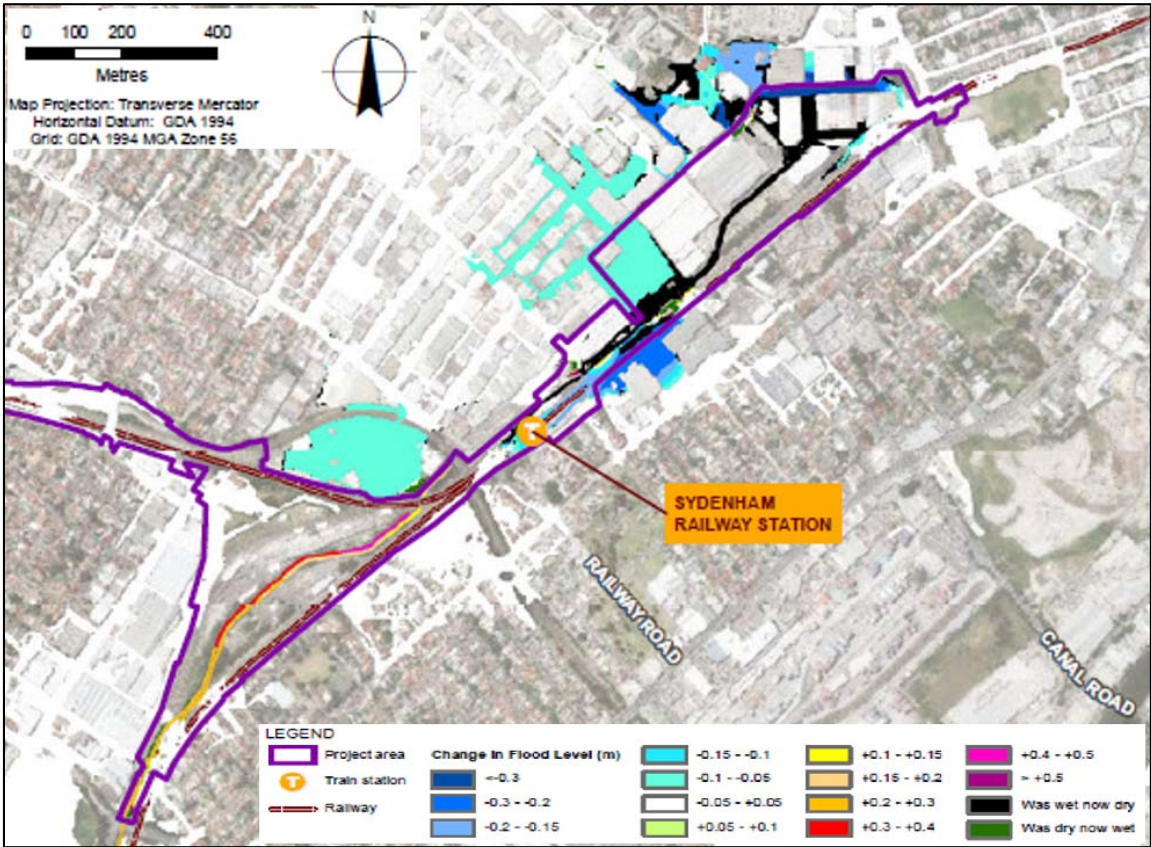 N
0 100 200 400
Metres
Map Projection: Transverse Mercator
Horizontal Datum: GDA 1994
Grid: GDA 1994 MGA Zone 56
T
SYDENHAM
RAILWAY STATION
RAILWAY ROAD
CANAL ROAD
LEGEND
Project area
T Train station
Railway
Change in Flood Level (m)
<-0.3
-0.3 - -0.2
-0.2 - -0.15
-0.15 - -0.1
-0.1 - -0.05
-0.05 - +0.05
+0.05 - +0.1
+0.1 - +0.15
+0.15 - +0.2
+0.2 - +0.3
+0.3 - +0.4
+0.4 - +0.5
> +0.5
Was wet now dry
Was dry now wet